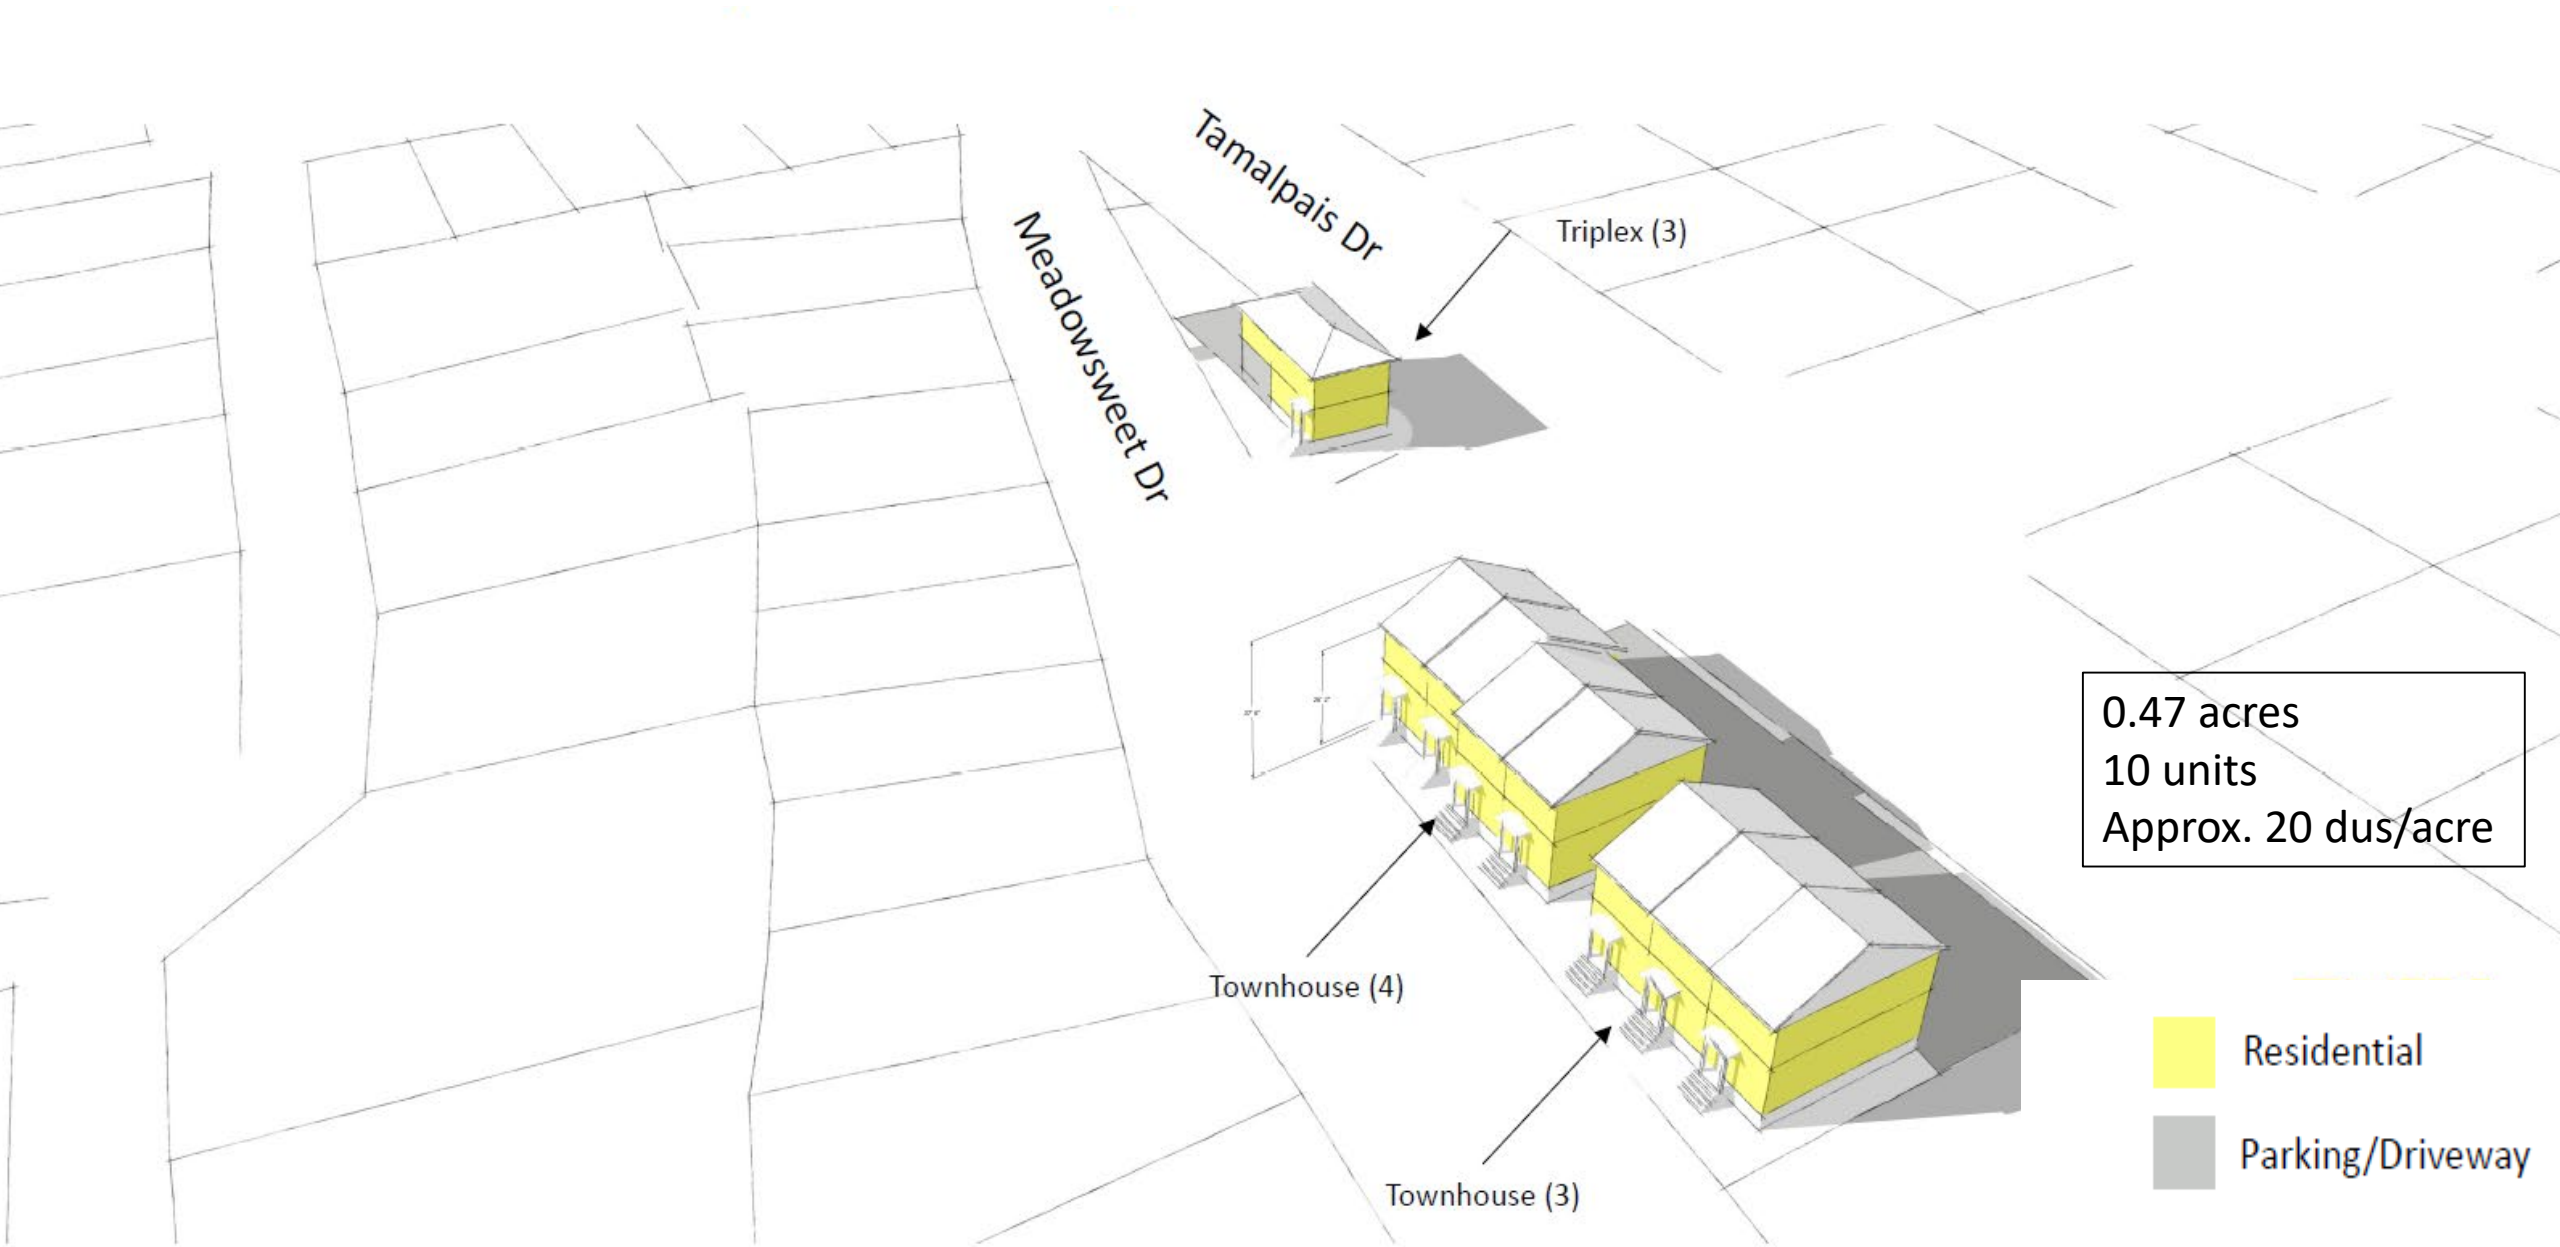 Tamalpais Dr
Meadowsweet Dr
Triplex (3)
0.47 acres
10 units
Approx. 20 dus/acre
Townhouse (4)
Townhouse (3)
Residential
Parking/Driveway